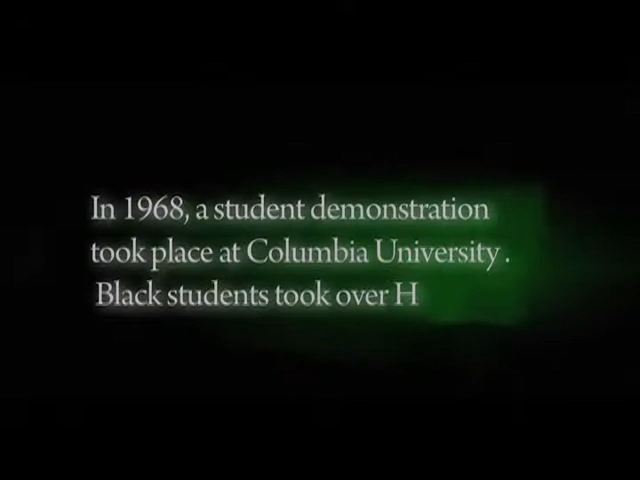 In 1968, a student demonstration
took place at Columbia University .
Black students took over H